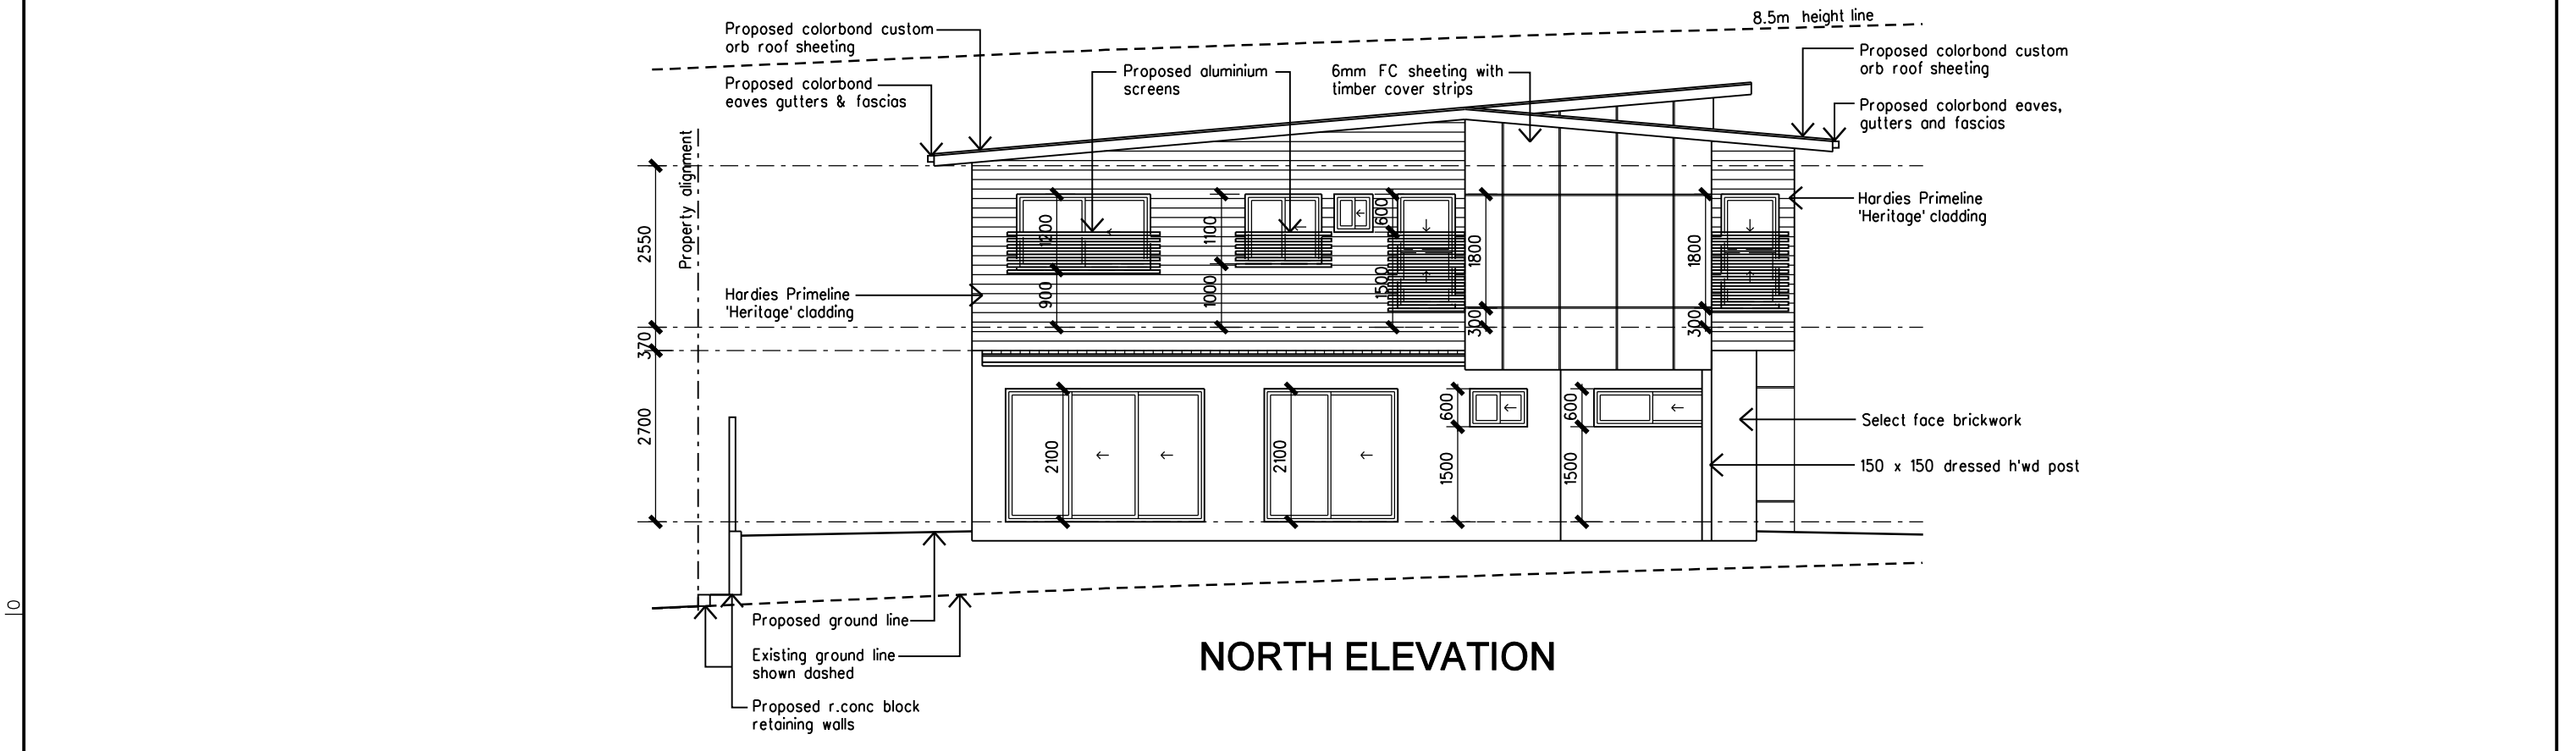 8.5m height line
Proposed colorbond custom
orb roof sheeting
Proposed colorbond
eaves gutters & fascias
Proposed aluminium
screens
6mm FC sheeting with
timber cover strips
Proposed colorbond custom
orb roof sheeting
Proposed colorbond eaves,
gutters and fascias
Property alignment
Hardies Primeline
'Heritage' cladding
Hardies Primeline
'Heritage' cladding
2550
370
2700
1200
900
1100
1000
600
1500
1800
300
1800
300
2100
2100
600
1500
600
1500
Select face brickwork
150 x 150 dressed h'wd post
Proposed ground line
Existing ground line
shown dashed
Proposed r.conc block
retaining walls
NORTH ELEVATION